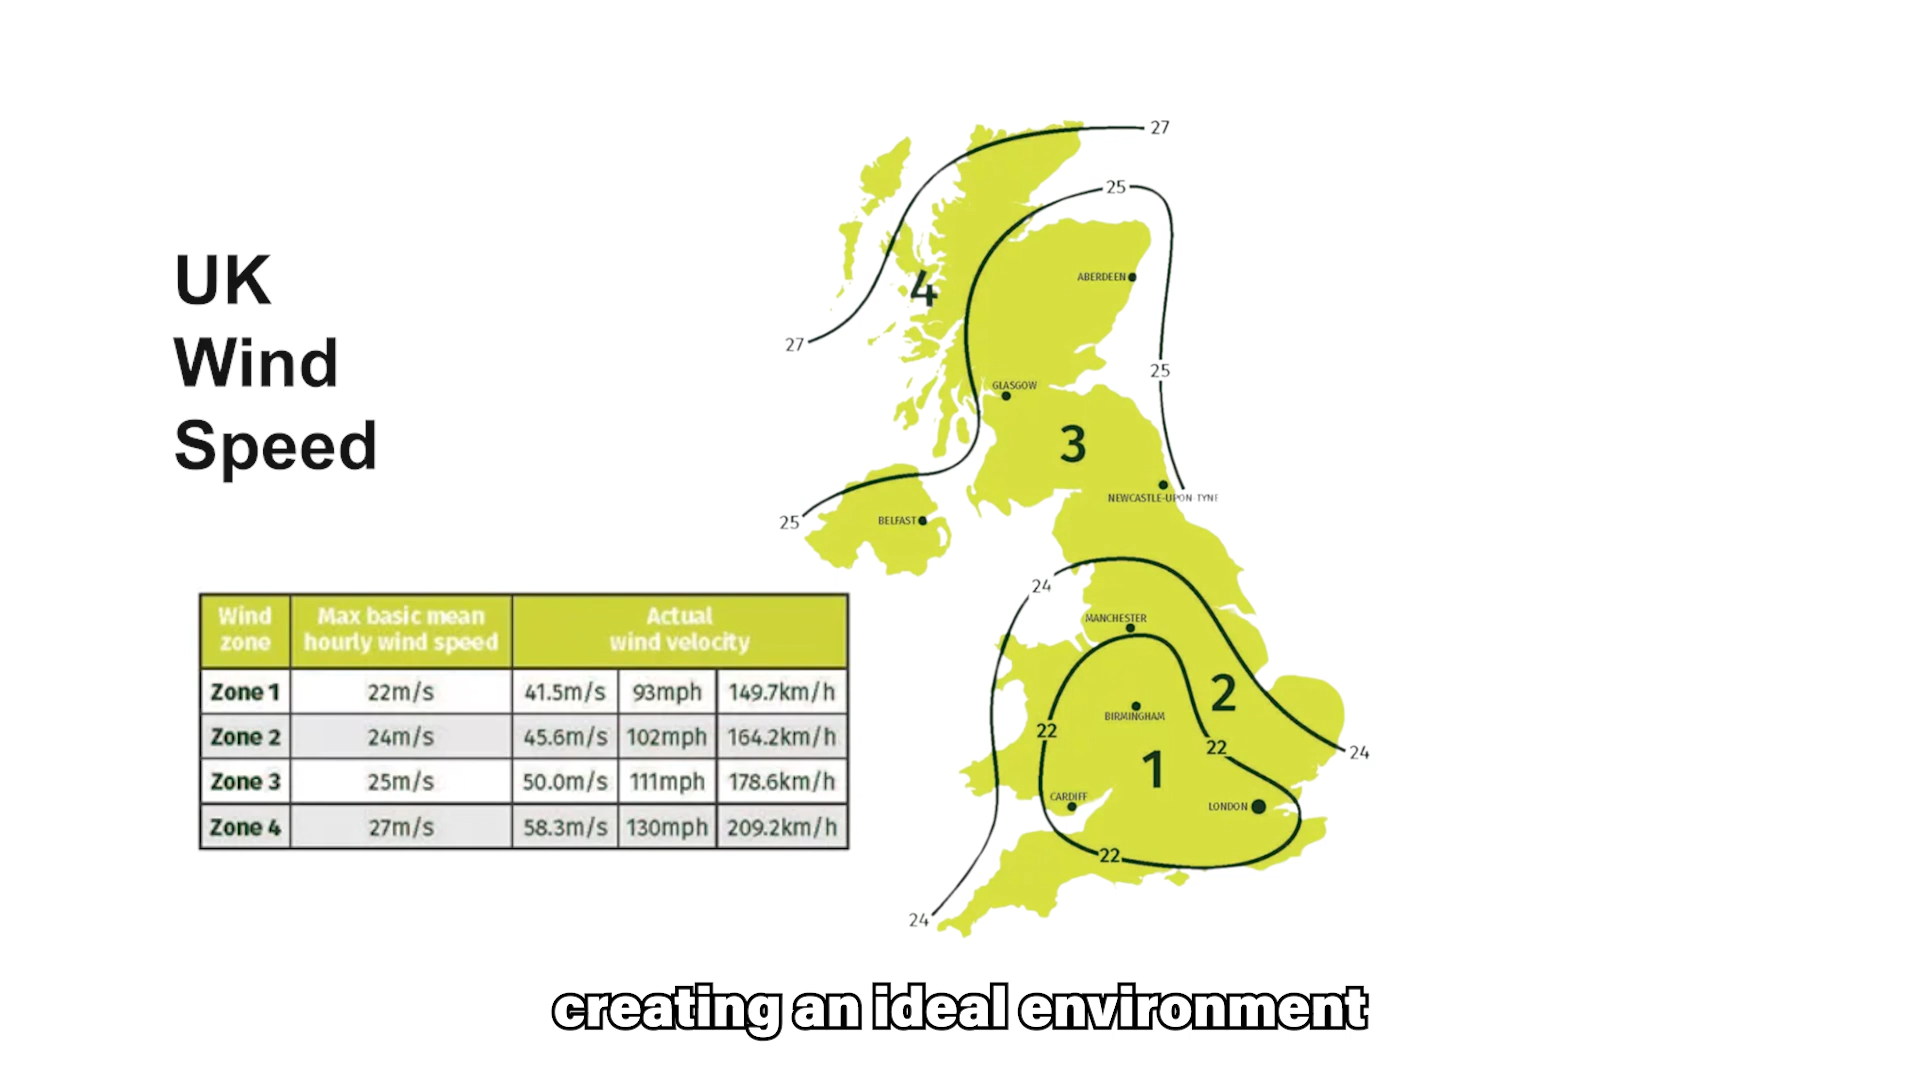 UK
Wind
Speed
Wind zone | Max basic mean hourly wind speed | Actual wind velocity
Zone 1 | 22m/s | 41.5m/s | 93mph | 149.7km/h
Zone 2 | 24m/s | 45.6m/s | 102mph | 164.2km/h
Zone 3 | 25m/s | 50.0m/s | 111mph | 178.6km/h
Zone 4 | 27m/s | 58.3m/s | 130mph | 209.2km/h
27
25
ABERDEEN
4
27
25
GLASGOW
3
NEWCASTLE-UPON TYNE
25
BELFAST
24
MANCHESTER
2
BIRMINGHAM
22
22
24
1
CARDIFF
LONDON
22
24
creating an ideal environment